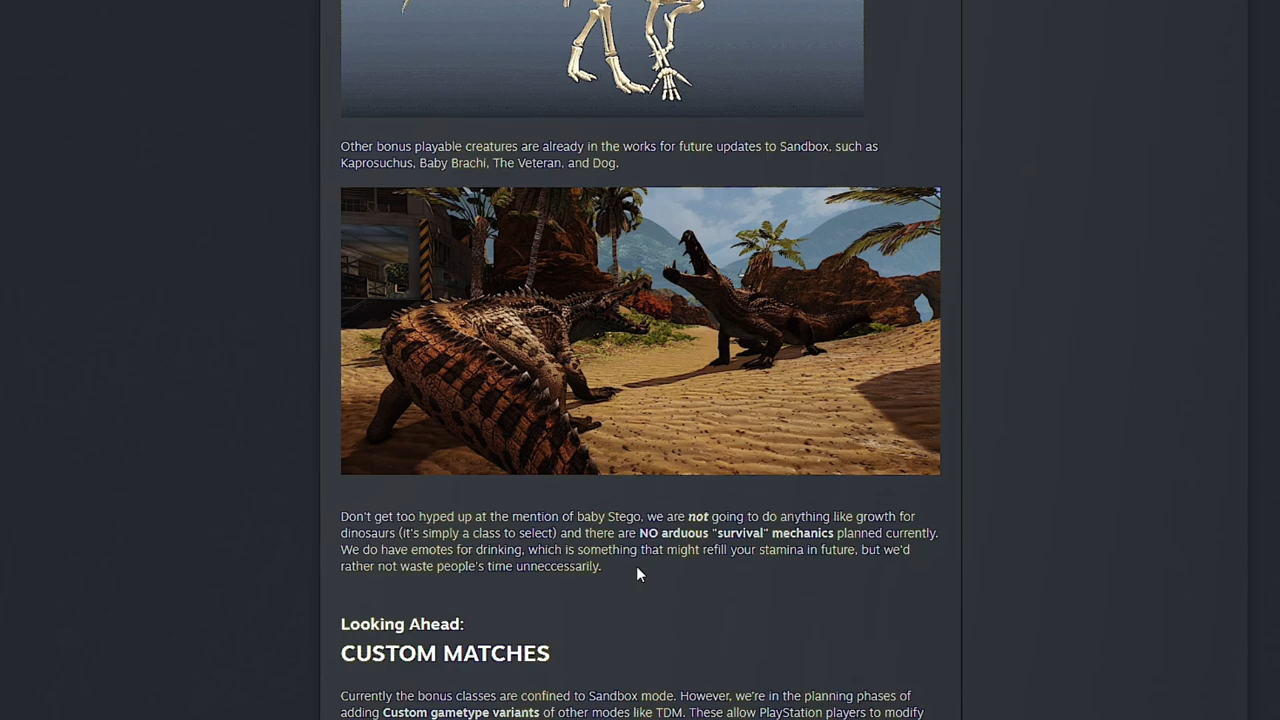 Other bonus playable creatures are already in the works for future updates to Sandbox, such as
Kaprosuchus, Baby Brachi, The Veteran, and Dog.
Don't get too hyped up at the mention of baby Stego, we are not going to do anything like growth for
dinosaurs (it's simply a class to select) and there are NO arduous "survival" mechanics planned currently.
We do have emotes for drinking, which is something that might refill your stamina in future, but we'd
rather not waste people's time unneccessarily.
Looking Ahead:
CUSTOM MATCHES
Currently the bonus classes are confined to Sandbox mode. However, we're in the planning phases of
adding Custom gametype variants of other modes like TDM. These allow PlayStation players to modify